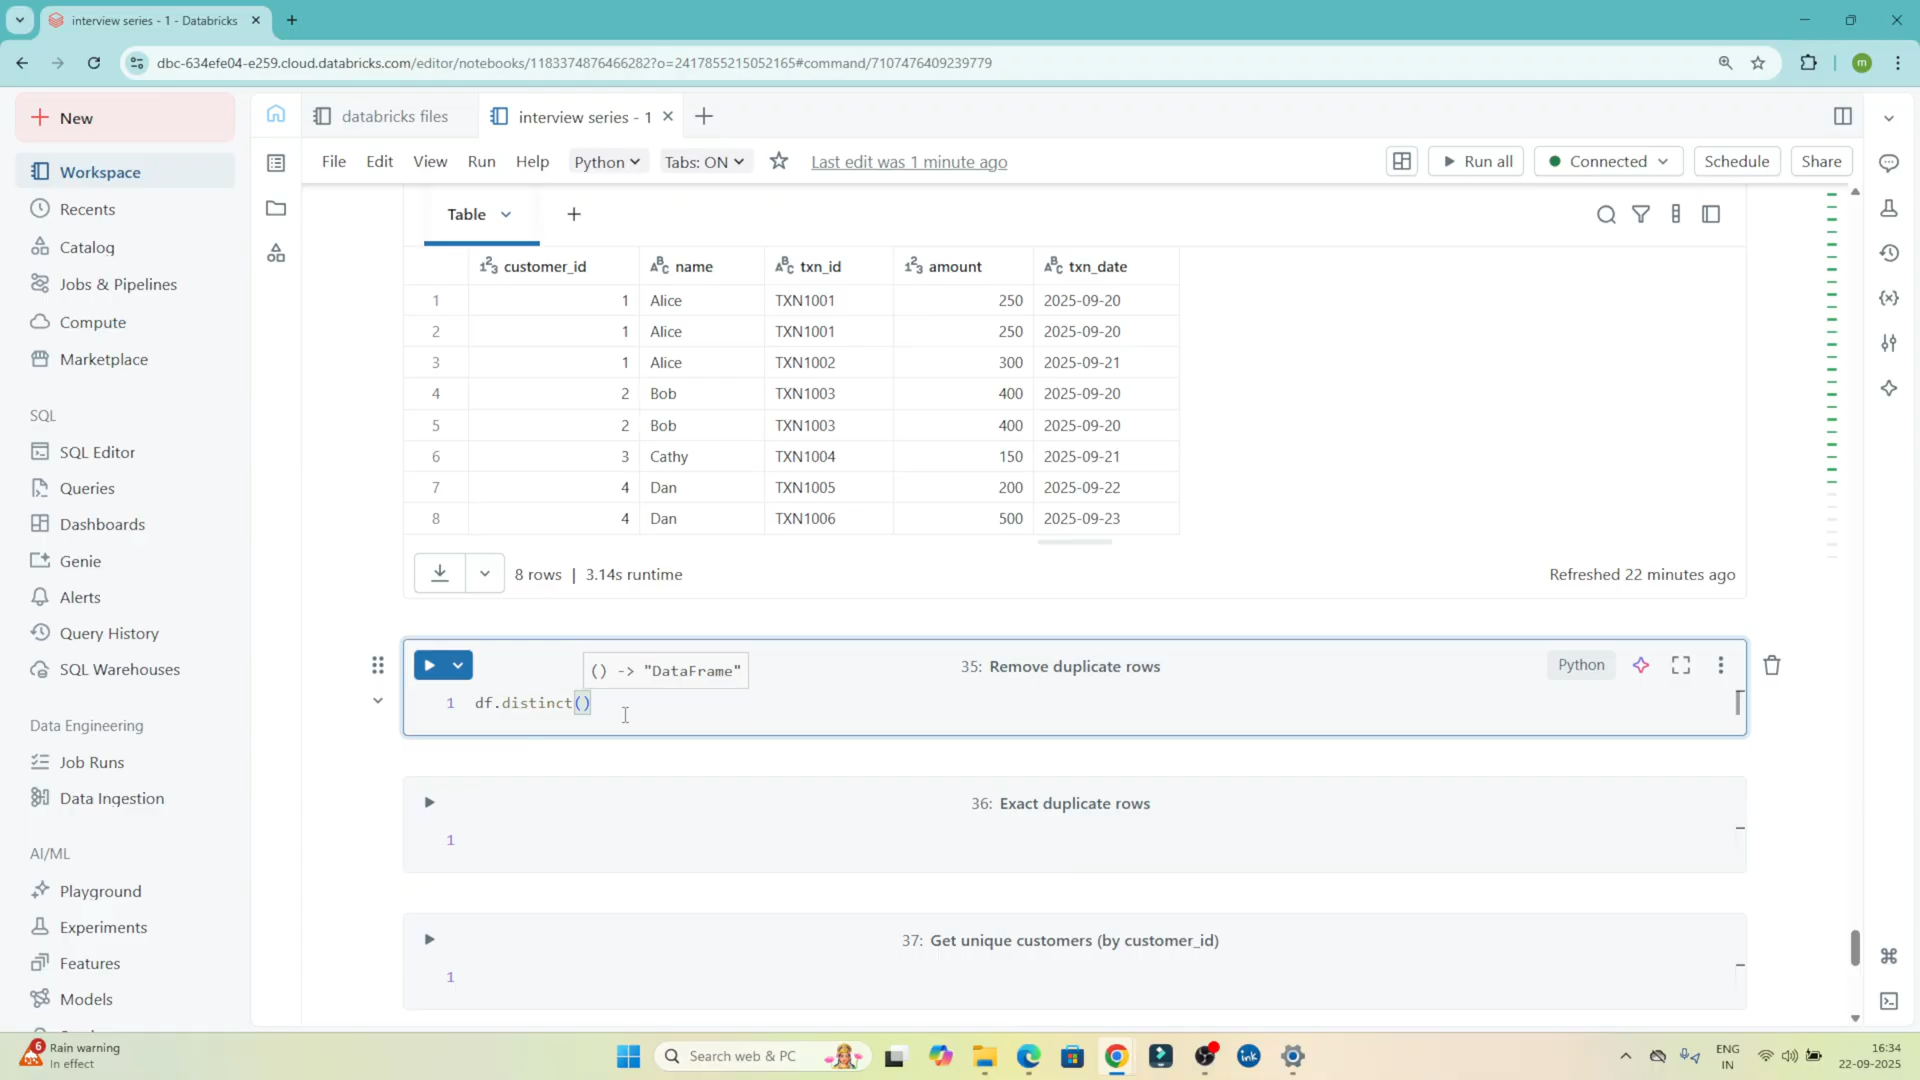 interview series - 1 - Databricks
dbc-634efe04-e259.cloud.databricks.com/editor/notebooks/1183374876466282?o=2417855215052165#command/7107476409239779
m
New
databricks files
interview series - 1
File Edit View Run Help Python Tabs: ON Last edit was 1 minute ago Run all Connected Schedule Share
Workspace
Recents
Catalog
Jobs & Pipelines
Compute
Marketplace
SQL
SQL Editor
Queries
Dashboards
Genie
Alerts
Query History
SQL Warehouses
Data Engineering
Job Runs
Data Ingestion
AI/ML
Playground
Experiments
Features
Models
Table
customer_id name txn_id amount txn_date
1 1 Alice TXN1001 250 2025-09-20
2 1 Alice TXN1001 250 2025-09-20
3 1 Alice TXN1002 300 2025-09-21
4 2 Bob TXN1003 400 2025-09-20
5 2 Bob TXN1003 400 2025-09-20
6 3 Cathy TXN1004 150 2025-09-21
7 4 Dan TXN1005 200 2025-09-22
8 4 Dan TXN1006 500 2025-09-23
8 rows | 3.14s runtime
Refreshed 22 minutes ago
() -> "DataFrame"
35: Remove duplicate rows
Python
1 df.distinct()
36: Exact duplicate rows
1
37: Get unique customers (by customer_id)
1
6
Rain warning
In effect
Search web & PC
ink
ENG
IN
16:34
22-09-2025